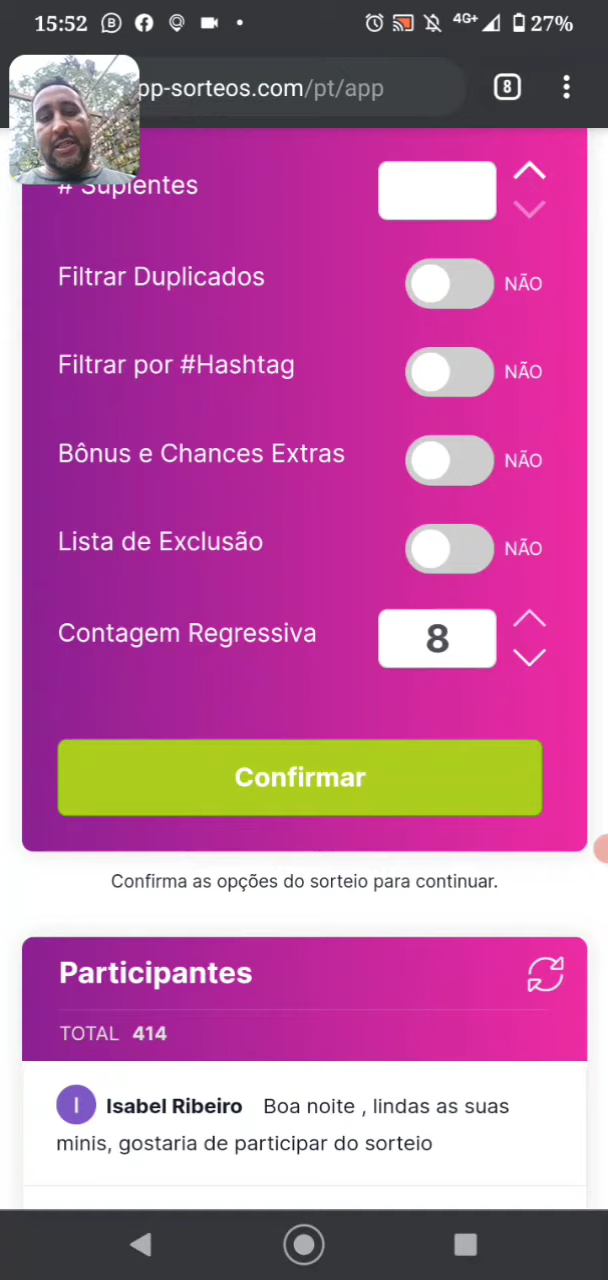 15:52 4G+ 27%
pp-sorteos.com/pt/app 8
# Suplentes
Filtrar Duplicados NÃO
Filtrar por #Hashtag NÃO
Bônus e Chances Extras NÃO
Lista de Exclusão NÃO
Contagem Regressiva 8
Confirmar
Confirma as opções do sorteio para continuar.
Participantes
TOTAL 414
I Isabel Ribeiro Boa noite , lindas as suas
minis, gostaria de participar do sorteio